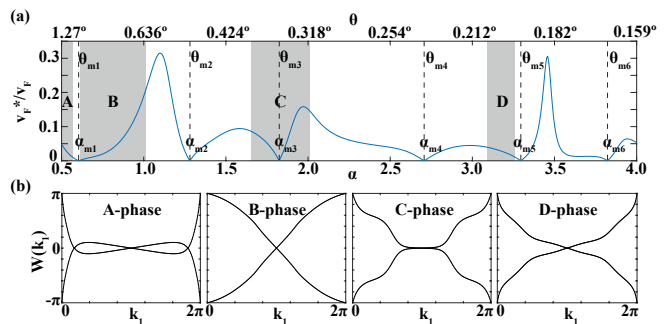 (a)
θ
1.27° 0.636° 0.424° 0.318° 0.254° 0.212° 0.182° 0.159°
θm1 θm2 θm3 θm4 θm5 θm6
0.3
0.2
0.1
0
vF*/vF
A B C D
αm1 αm2 αm3 αm4 αm5 αm6
0.5 1.0 1.5 2.0 2.5 3.0 3.5 4.0
α
(b)
A-phase B-phase C-phase D-phase
π
0
-π
W(k1)
0 2π 0 2π 0 2π 0 2π
k1 k1 k1 k1